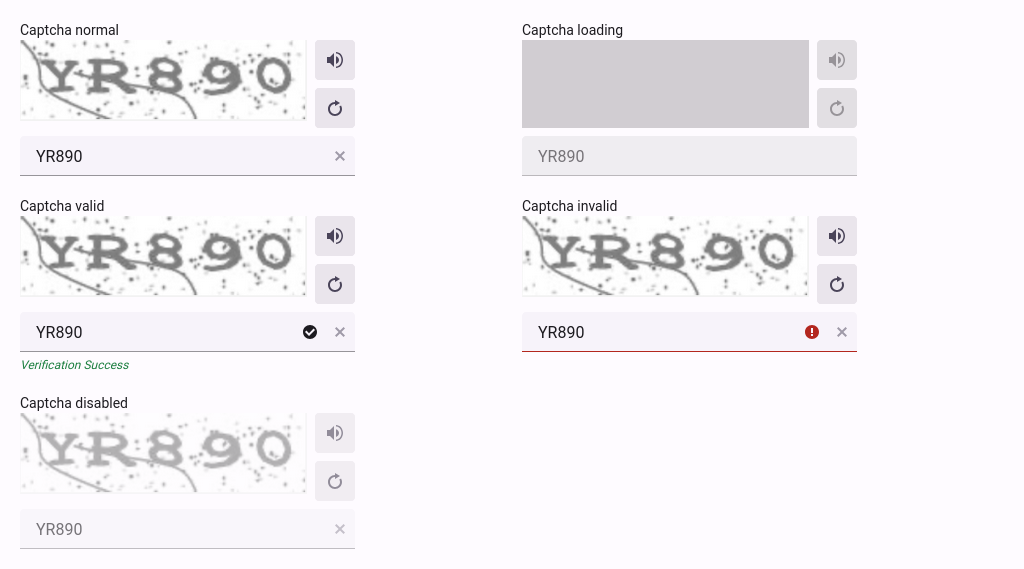 Captcha normal
YR890
YR890
Captcha loading
YR890
Captcha valid
YR890
YR890
Verification Success
Captcha invalid
YR890
YR890
Captcha disabled
YR890
YR890